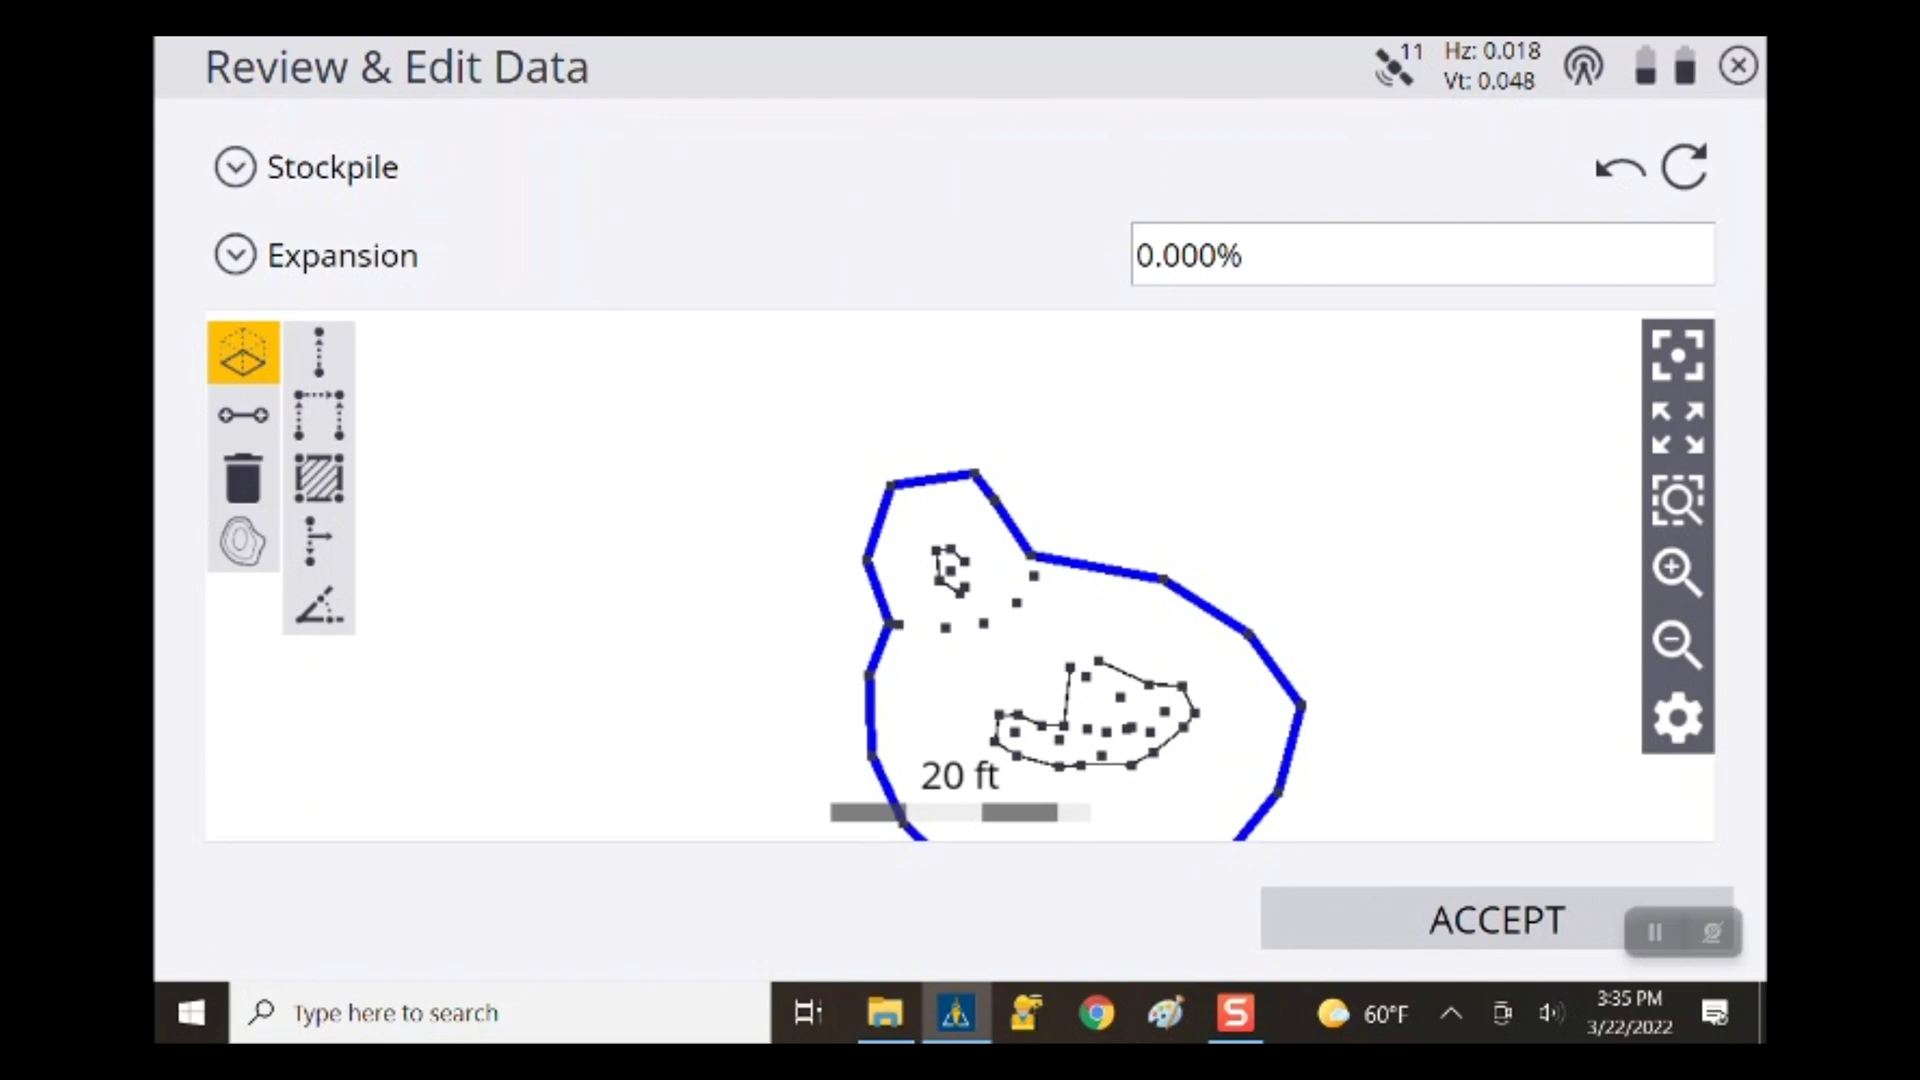 Review & Edit Data
11
Hz: 0.018
Vt: 0.048
Stockpile
Expansion
0.000%
20 ft
ACCEPT
Type here to search
S
60°F
3:35 PM
3/22/2022